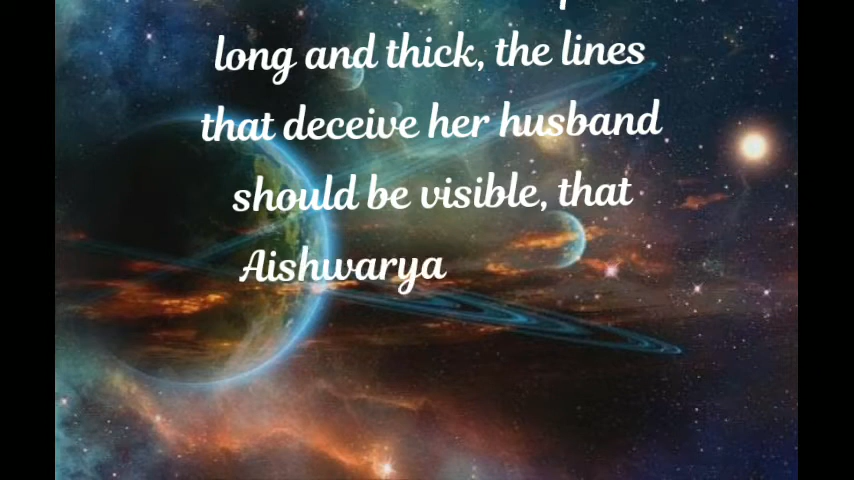 long and thick, the lines
that deceive her husband
should be visible, that
Aishwarya